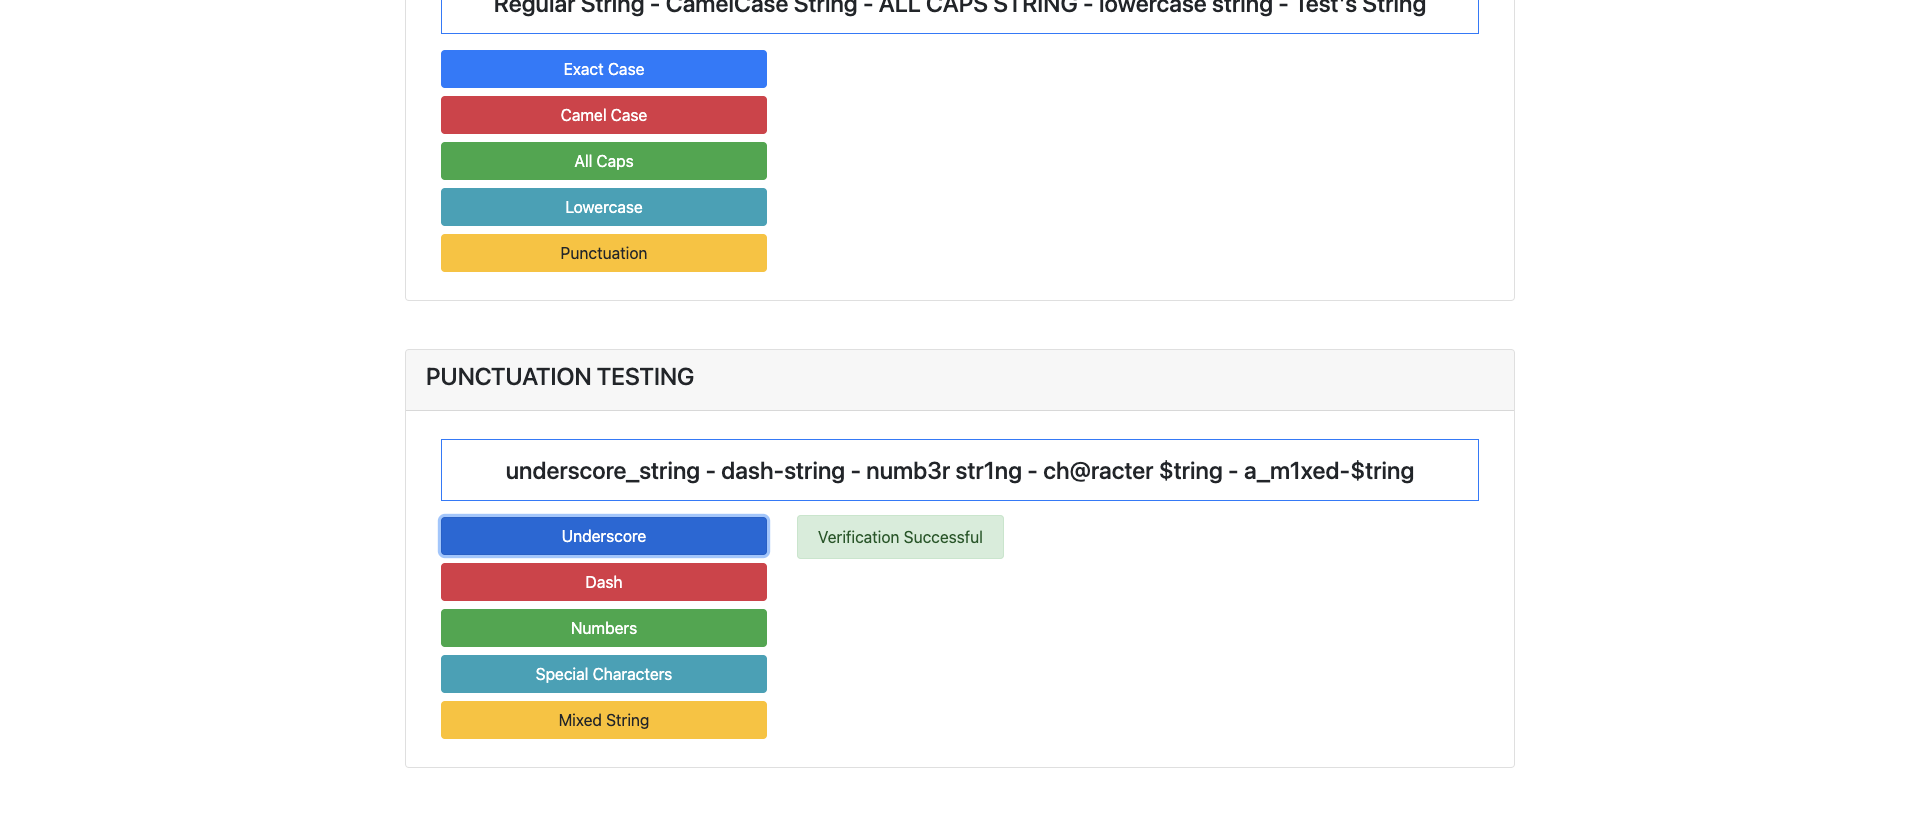 Regular String - CamelCase String - ALL CAPS STRING - lowercase string - Test's String
Exact Case
Camel Case
All Caps
Lowercase
Punctuation
PUNCTUATION TESTING
underscore_string - dash-string - numb3r str1ng - ch@racter $tring - a_m1xed-$tring
Underscore
Verification Successful
Dash
Numbers
Special Characters
Mixed String